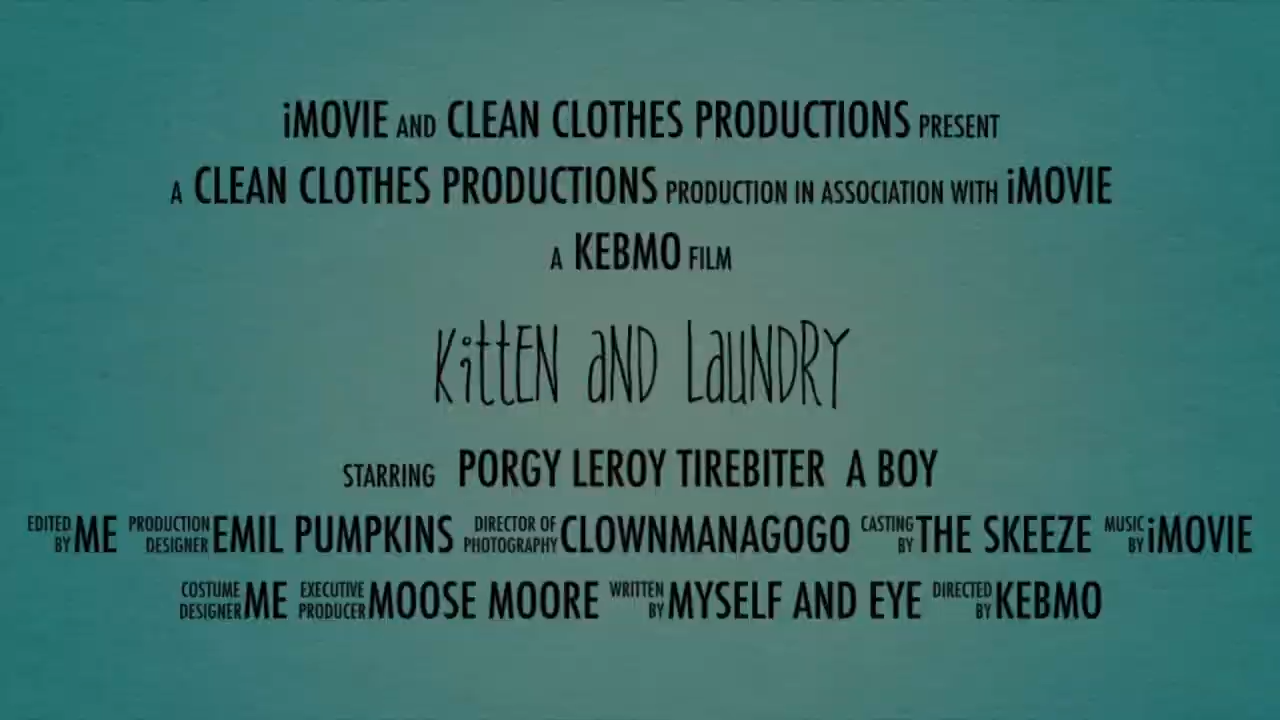 iMOVIE AND CLEAN CLOTHES PRODUCTIONS PRESENT
A CLEAN CLOTHES PRODUCTIONS PRODUCTION IN ASSOCIATION WITH iMOVIE
A KEBMO FILM
KittEN aND LauNDRY
STARRING PORGY LEROY TIREBITER A BOY
EDITED BY ME PRODUCTION DESIGNER EMIL PUMPKINS DIRECTOR OF PHOTOGRAPHY CLOWNMANAGOGO CASTING BY THE SKEEZE MUSIC BY iMOVIE
COSTUME DESIGNER ME EXECUTIVE PRODUCER MOOSE MOORE WRITTEN BY MYSELF AND EYE DIRECTED BY KEBMO